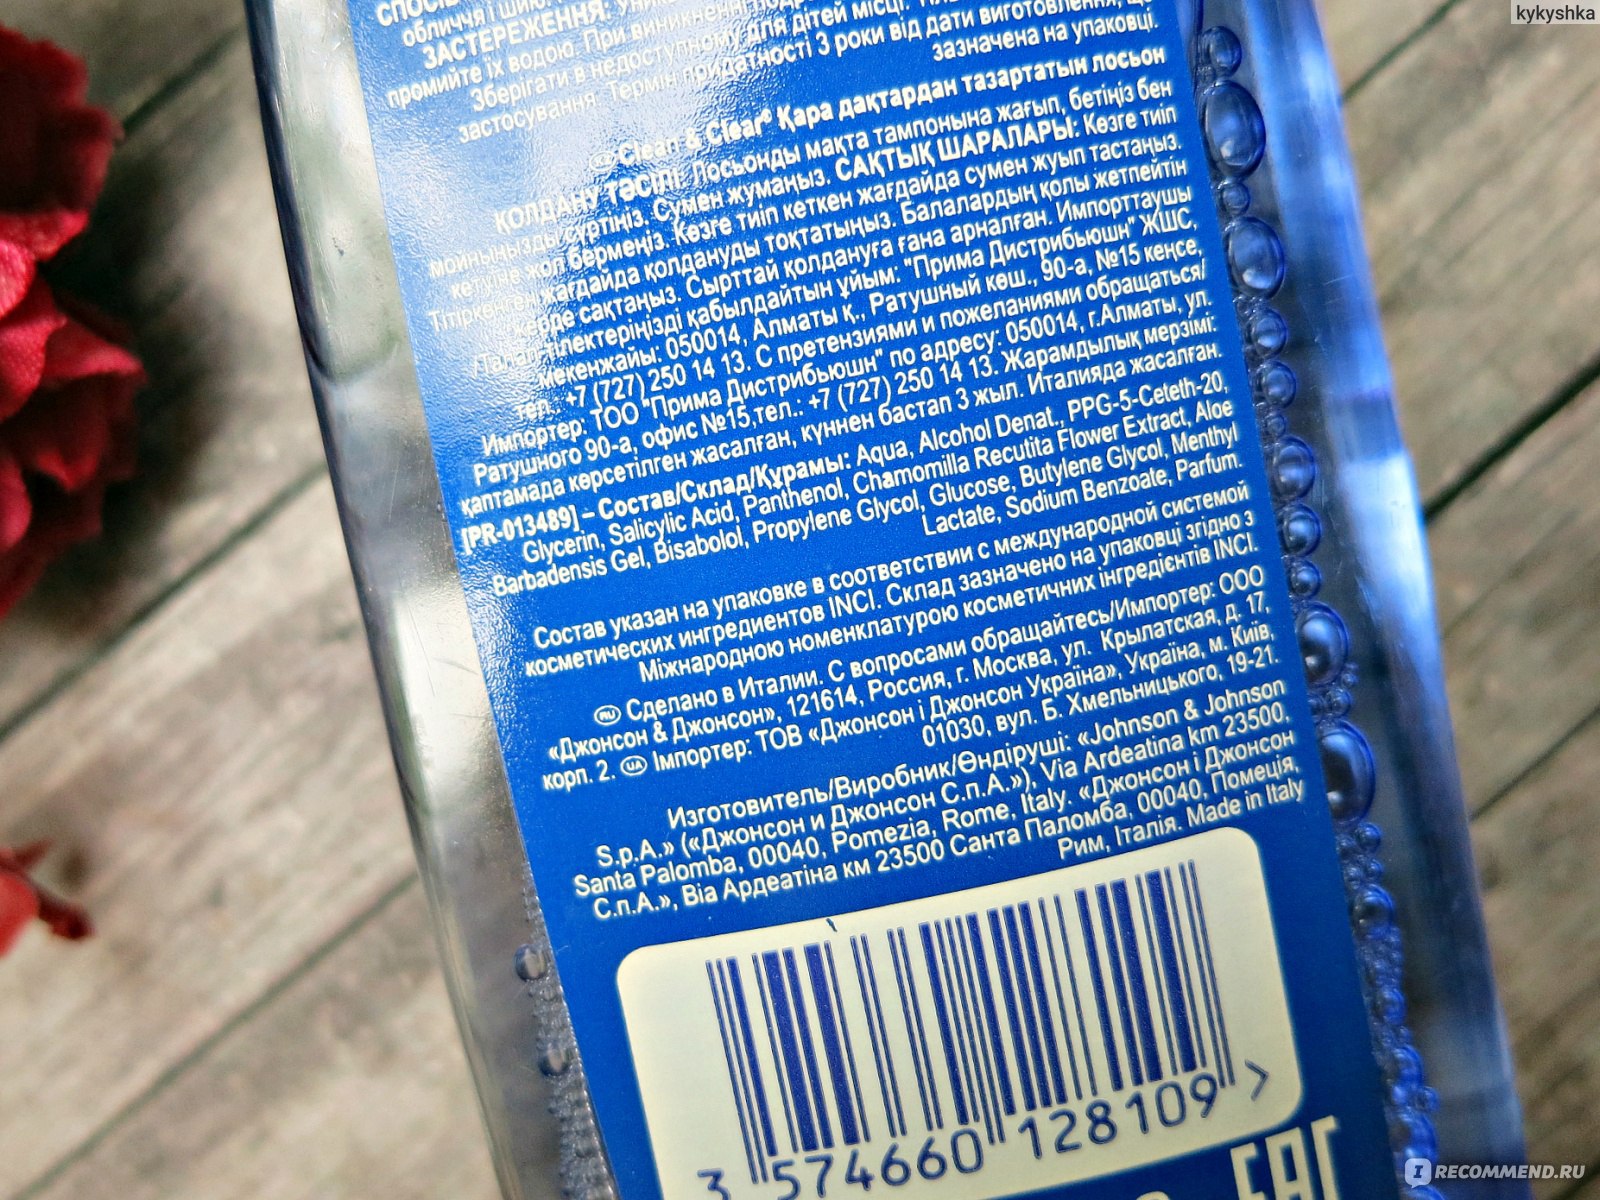 kykyshka
СПОСІБ
обличчя і шию.
ЗАСТЕРЕЖЕННЯ:
промийте їх водою. При виникненні
Зберігати в недоступному для дітей місці.
застосування. Термін придатності 3 роки від дати виготовлення, що
зазначена на упаковці.
Clean & Clear® Қара дақтардан тазартатын лосьон
ҚОЛДАНУ ТӘСІЛІ: Лосьонды мақта тампонына жағып, бетіңіз бен
мойныңызды сүртіңіз. Сумен жумаңыз. САҚТЫҚ ШАРАЛАРЫ: Көзге тиіп
кетуіне жол бермеңіз. Көзге тиіп кеткен жағдайда сумен жуып тастаңыз.
Тітіркенген жағдайда қолдануды тоқтатыңыз. Балалардың қолы жетпейтін
жерде сақтаңыз. Сырттай қолдануға ғана арналған. Импорттаушы
/Талап-тілектеріңізді қабылдайтын ұйым: "Прима Дистрибьюшн" ЖШС,
мекенжайы: 050014, Алматы қ., Ратушный көш., 90-а, №15 кеңсе,
тел.: +7 (727) 250 14 13. С претензиями и пожеланиями обращаться/
Импортер: ТОО "Прима Дистрибьюшн" по адресу: 050014, г.Алматы, ул.
Ратушного 90-а, офис №15,тел.: +7 (727) 250 14 13. Жарамдылық мерзімі:
қаптамада көрсетілген жасалған, күннен бастап 3 жыл. Италияда жасалған.
[PR-013489] – Состав/Склад/Құрамы: Aqua, Alcohol Denat., PPG-5-Ceteth-20,
Glycerin, Salicylic Acid, Panthenol, Chamomilla Recutita Flower Extract, Aloe
Barbadensis Gel, Bisabolol, Propylene Glycol, Glucose, Butylene Glycol, Menthyl
Lactate, Sodium Benzoate, Parfum.
Состав указан на упаковке в соответствии с международной системой
косметических ингредиентов INCI. Склад зазначено на упаковці згідно з
Міжнародною номенклатурою косметичних інгредієнтів INCI.
RU Сделано в Италии. С вопросами обращайтесь/Импортер: ООО
«Джонсон & Джонсон», 121614, Россия, г. Москва, ул. Крылатская, д. 17,
корп. 2. UA Імпортер: ТОВ «Джонсон і Джонсон Україна», Україна, м. Київ,
01030, вул. Б. Хмельницького, 19-21.
Изготовитель/Виробник/Өндіруші: «Johnson & Johnson
S.p.A.» («Джонсон и Джонсон С.п.А.»), Via Ardeatina km 23500,
Santa Palomba, 00040, Pomezia, Rome, Italy. «Джонсон і Джонсон
С.п.А.», Віа Ардеатіна км 23500 Санта Паломба, 00040, Помеція,
Рим, Італія. Made in Italy
3 574660 128109 >
EAC
IRECOMMEND.RU